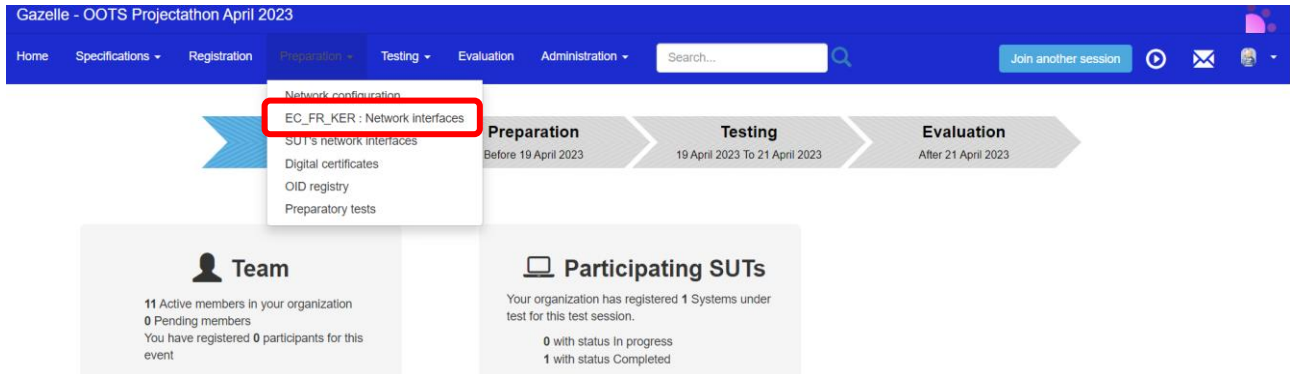 Gazelle - OOTS Projectathon April 2023
Home Specifications Registration Preparation Testing Evaluation Administration Search... Join another session
Network configuration
EC_FR_KER : Network interfaces
SUT's network interfaces
Digital certificates
OID registry
Preparatory tests
Preparation
Before 19 April 2023
Testing
19 April 2023 To 21 April 2023
Evaluation
After 21 April 2023
Team
11 Active members in your organization
0 Pending members
You have registered 0 participants for this
event
Participating SUTs
Your organization has registered 1 Systems under
test for this test session.
0 with status In progress
1 with status Completed